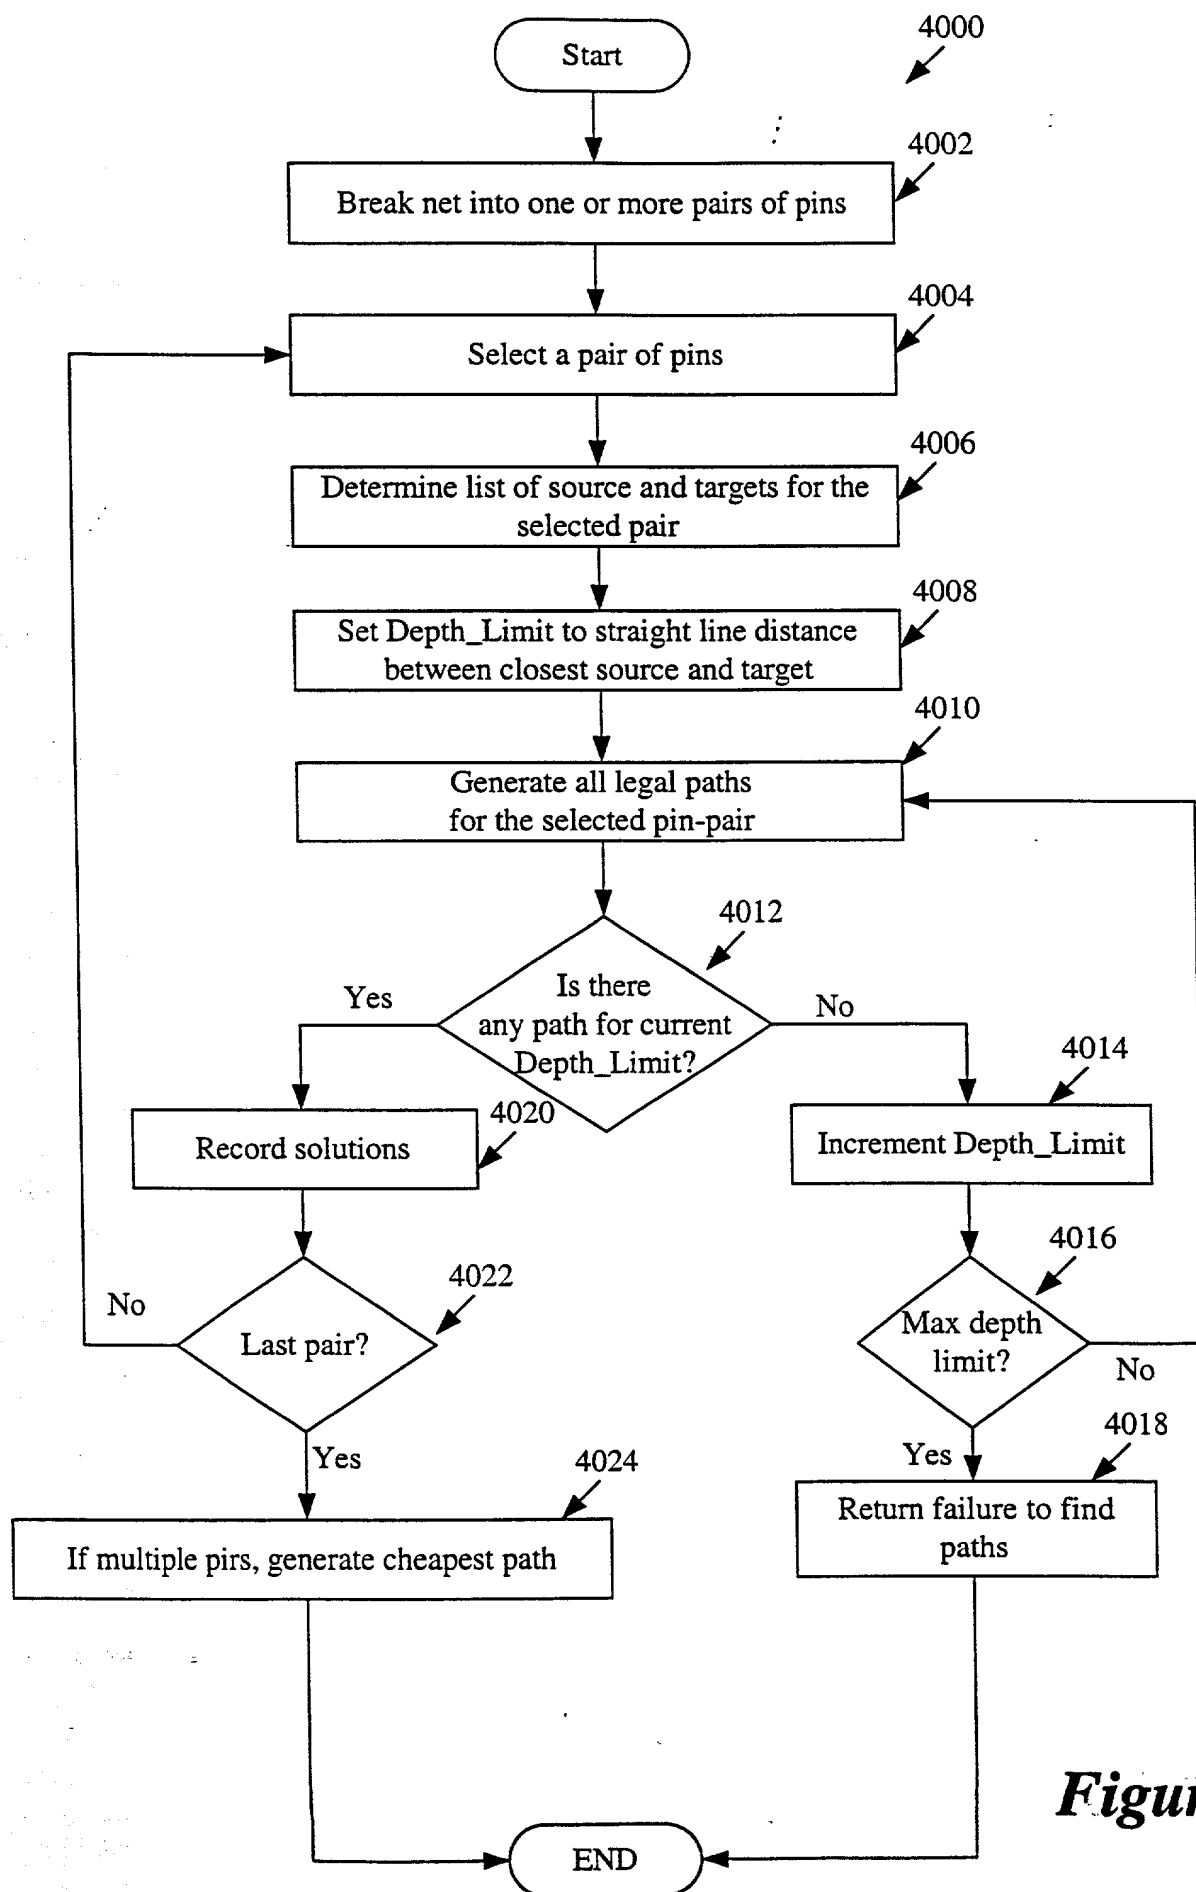 Start
4000
4002
Break net into one or more pairs of pins
4004
Select a pair of pins
4006
Determine list of source and targets for the
selected pair
4008
Set Depth_Limit to straight line distance
between closest source and target
4010
Generate all legal paths
for the selected pin-pair
4012
Is there
any path for current
Depth_Limit?
Yes
No
4014
Increment Depth_Limit
4020
Record solutions
4016
Max depth
limit?
No
4022
Last pair?
No
Yes
Yes
4018
Return failure to find
paths
4024
If multiple pirs, generate cheapest path
END